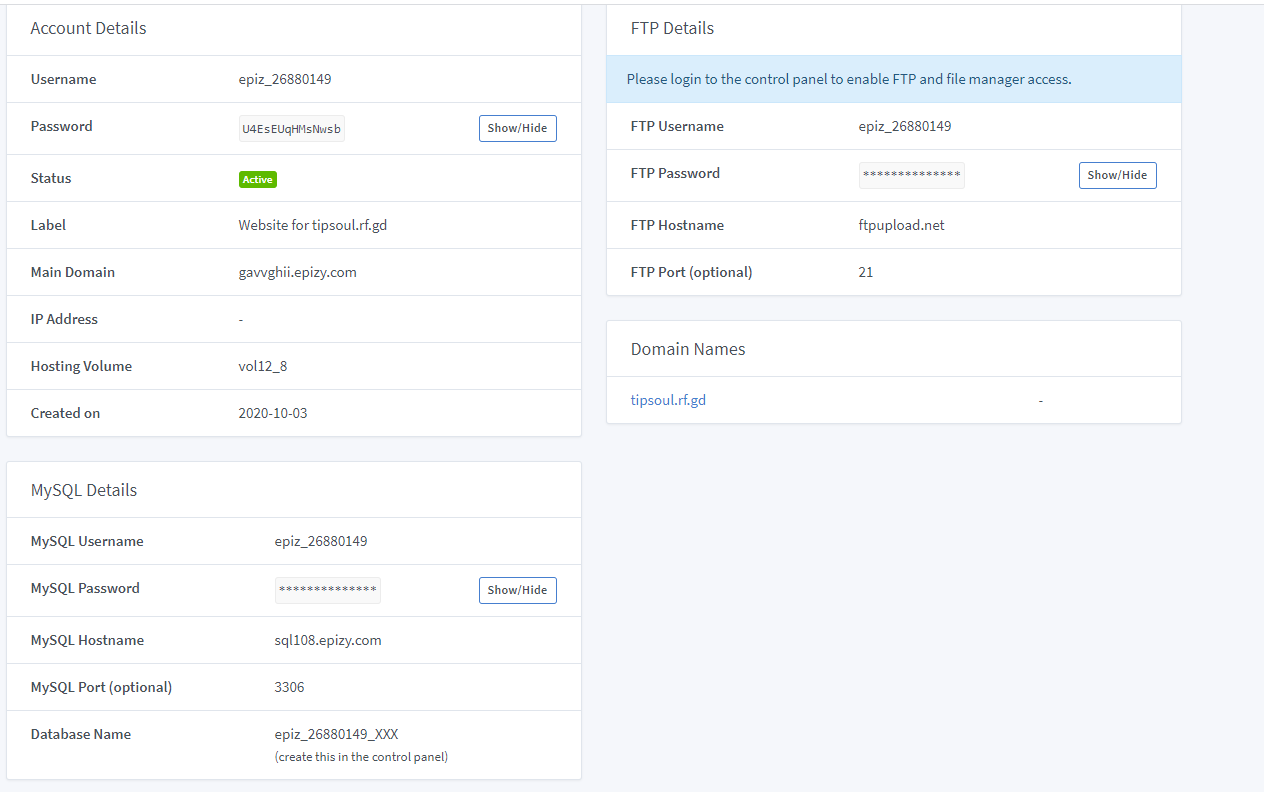 Account Details
Username epiz_26880149
Password U4EsEUqHMsNwsb Show/Hide
Status Active
Label Website for tipsoul.rf.gd
Main Domain gavvghii.epizy.com
IP Address -
Hosting Volume vol12_8
Created on 2020-10-03
MySQL Details
MySQL Username epiz_26880149
MySQL Password ************** Show/Hide
MySQL Hostname sql108.epizy.com
MySQL Port (optional) 3306
Database Name epiz_26880149_XXX
(create this in the control panel)
FTP Details
Please login to the control panel to enable FTP and file manager access.
FTP Username epiz_26880149
FTP Password ************** Show/Hide
FTP Hostname ftpupload.net
FTP Port (optional) 21
Domain Names
tipsoul.rf.gd -